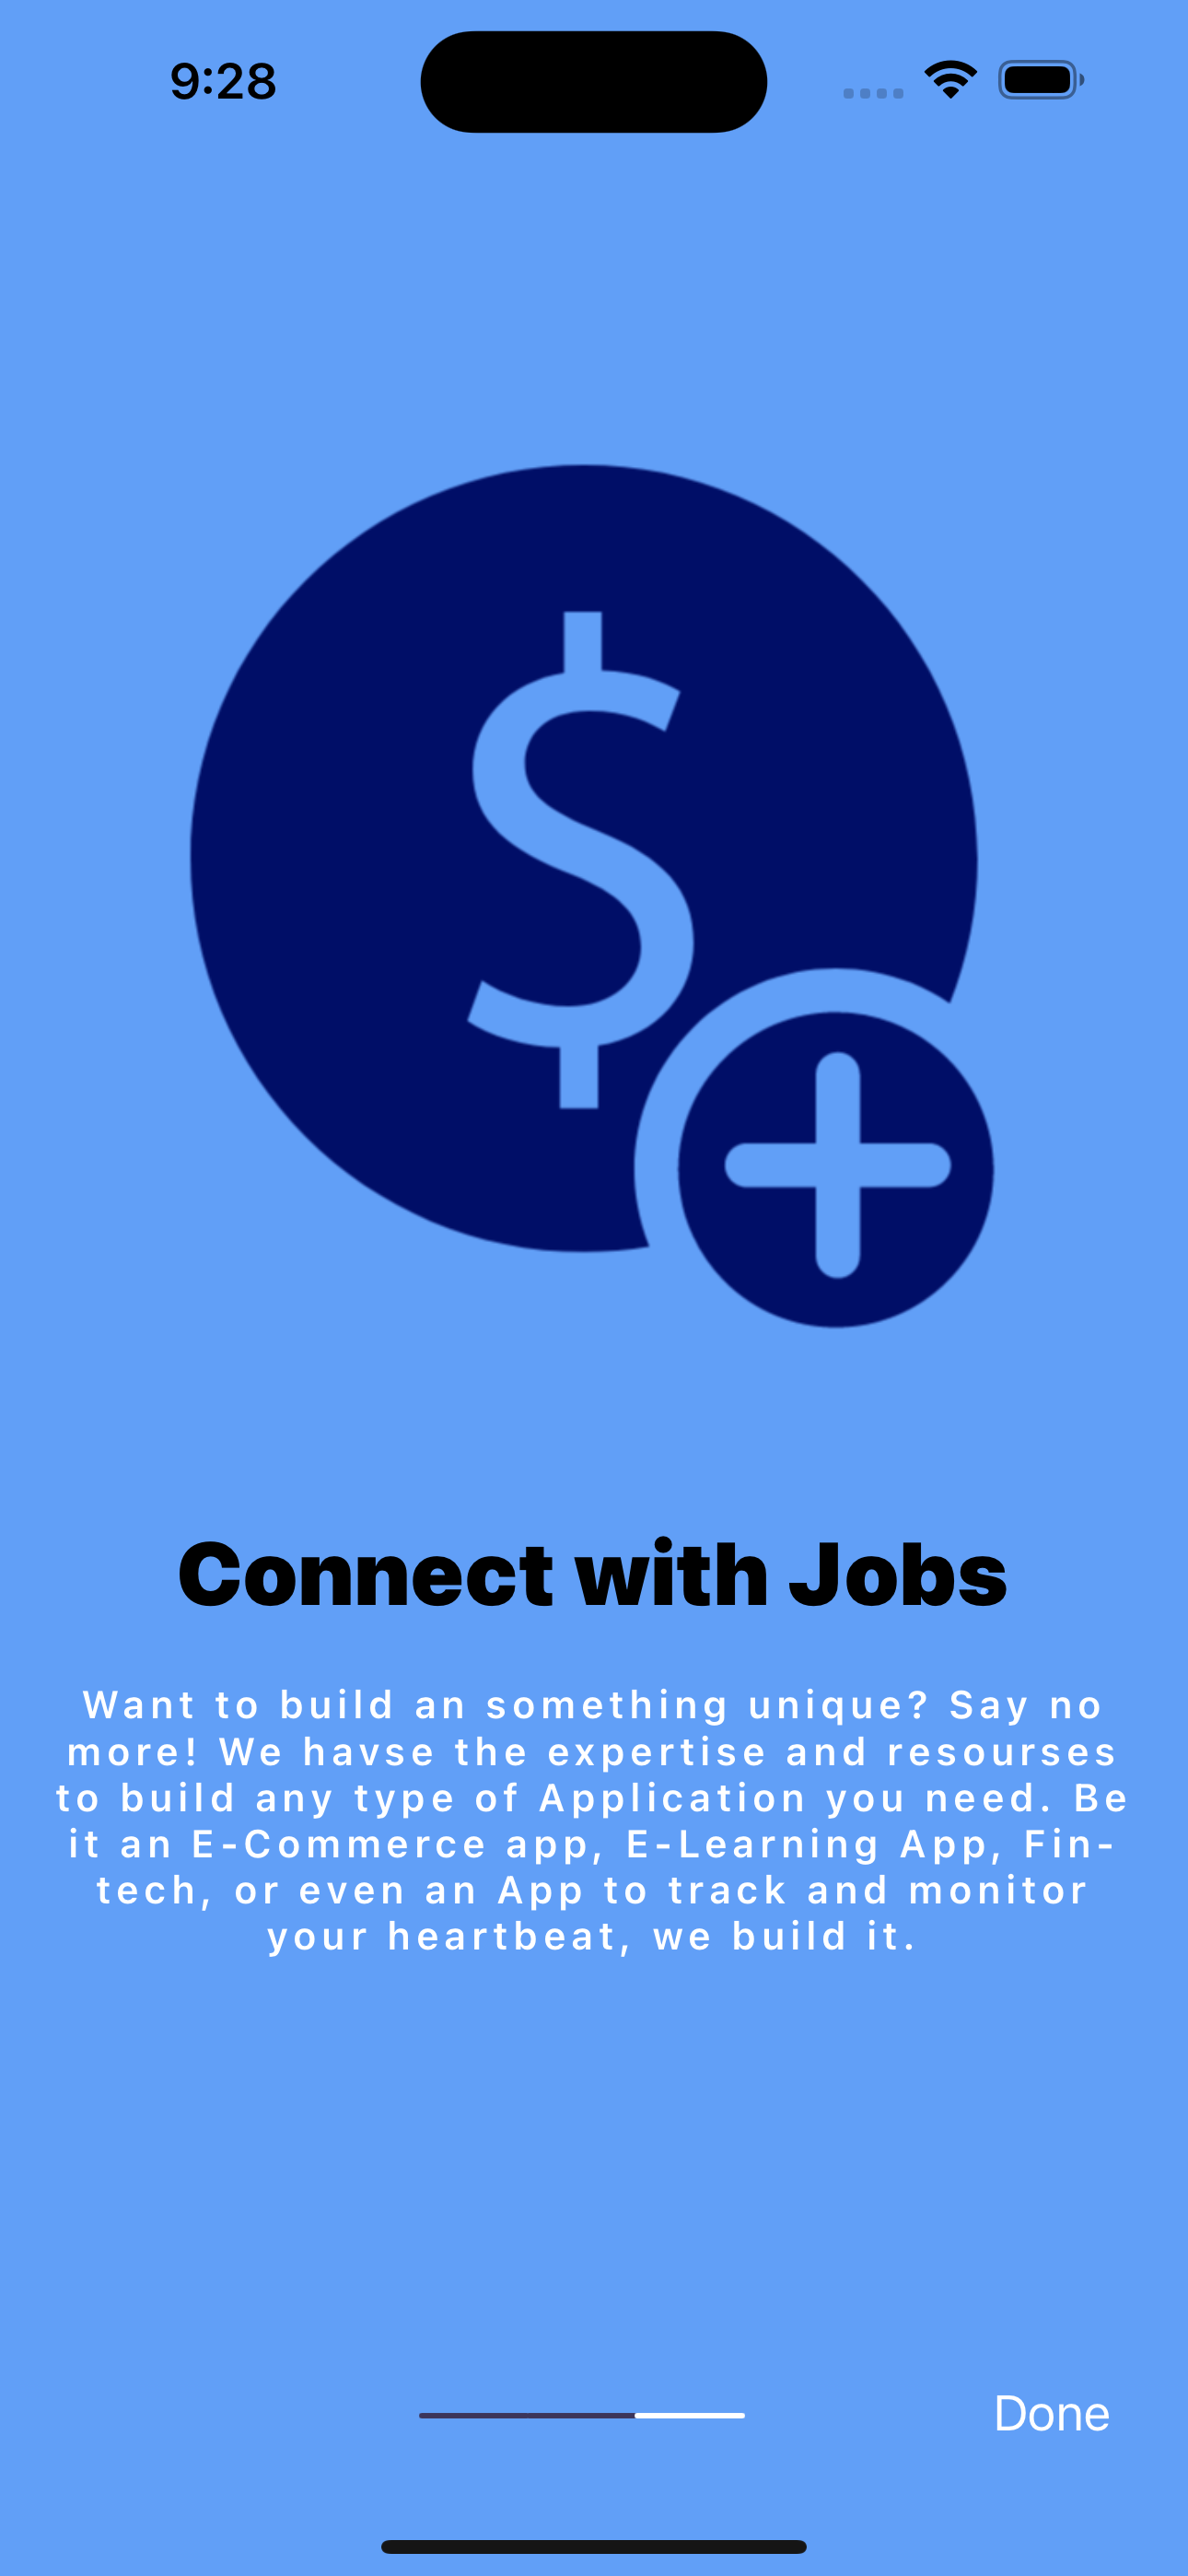 9:28
$
Connect with Jobs
Want to build an something unique? Say no
more! We havse the expertise and resourses
to build any type of Application you need. Be
it an E-Commerce app, E-Learning App, Fin-
tech, or even an App to track and monitor
your heartbeat, we build it.
Done